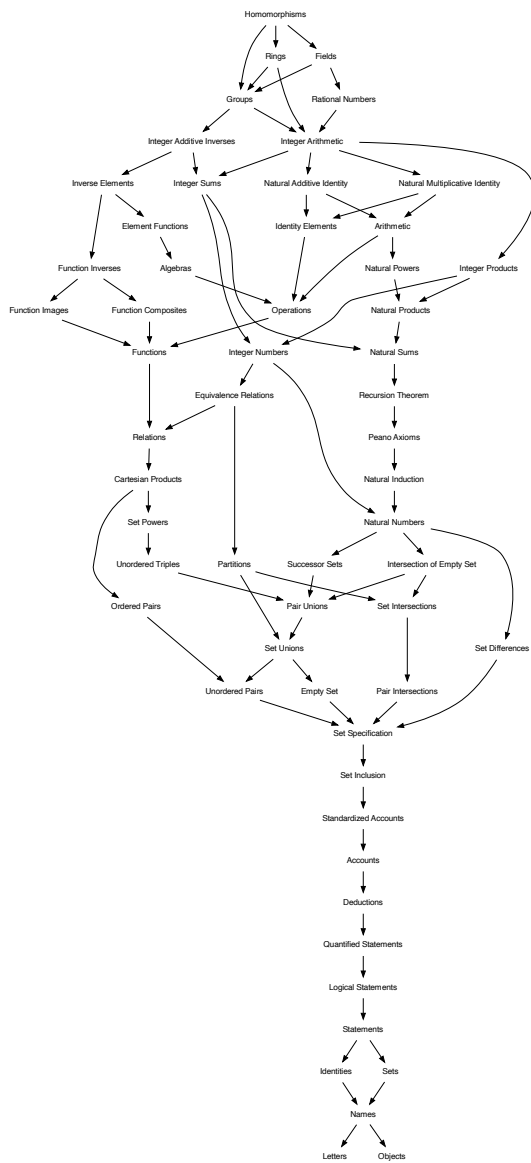 Homomorphisms
Rings Fields
Groups Rational Numbers
Integer Additive Inverses Integer Arithmetic
Inverse Elements Integer Sums Natural Additive Identity Natural Multiplicative Identity
Element Functions Identity Elements Arithmetic
Function Inverses Algebras Natural Powers Integer Products
Function Images Function Composites Operations Natural Products
Functions Integer Numbers Natural Sums
Equivalence Relations Recursion Theorem
Relations Peano Axioms
Cartesian Products Natural Induction
Set Powers Natural Numbers
Unordered Triples Partitions Successor Sets Intersection of Empty Set
Ordered Pairs Pair Unions Set Intersections
Set Unions Set Differences
Unordered Pairs Empty Set Pair Intersections
Set Specification
Set Inclusion
Standardized Accounts
Accounts
Deductions
Quantified Statements
Logical Statements
Statements
Identities Sets
Names
Letters Objects